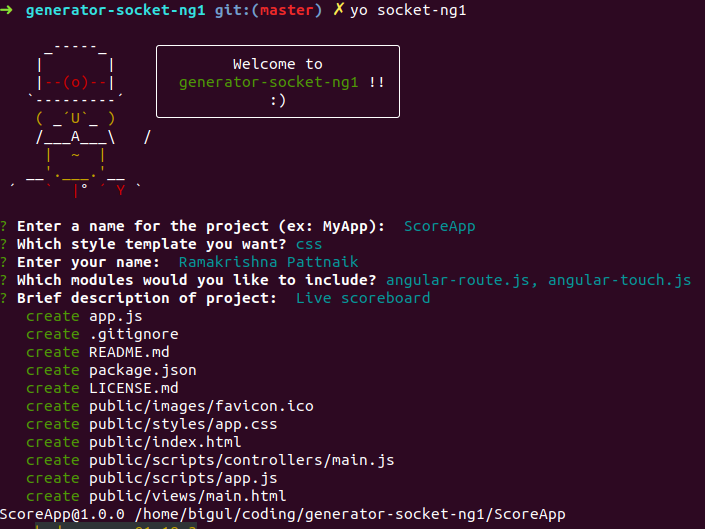 ➜ generator-socket-ng1 git:(master) ✗ yo socket-ng1
     _-----_
    |       |
    |--(o)--|
   `---------´
    ( _´U`_ )
    /___A___\   /
     |  ~  |
   __'.___.'__
 ´   `  |° ´ Y `
Welcome to
generator-socket-ng1 !!
:)
? Enter a name for the project (ex: MyApp):  ScoreApp
? Which style template you want? css
? Enter your name:  Ramakrishna Pattnaik
? Which modules would you like to include? angular-route.js, angular-touch.js
? Brief description of project:  Live scoreboard
   create app.js
   create .gitignore
   create README.md
   create package.json
   create LICENSE.md
   create public/images/favicon.ico
   create public/styles/app.css
   create public/index.html
   create public/scripts/controllers/main.js
   create public/scripts/app.js
   create public/views/main.html
ScoreApp@1.0.0 /home/bigul/coding/generator-socket-ng1/ScoreApp